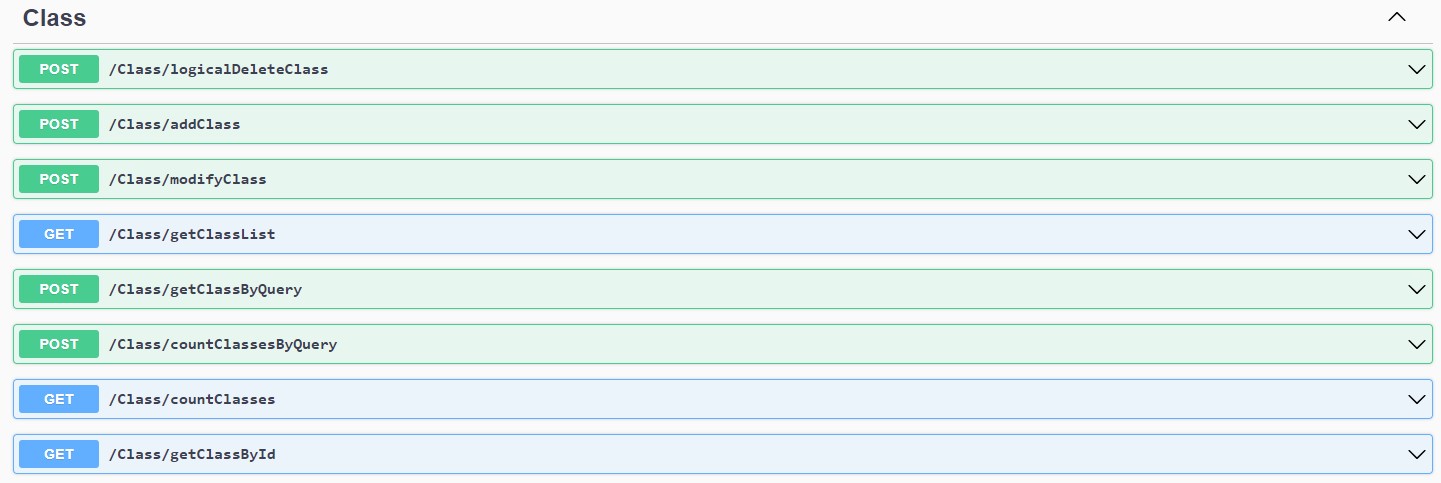 Class
POST /Class/logicalDeleteClass
POST /Class/addClass
POST /Class/modifyClass
GET /Class/getClassList
POST /Class/getClassByQuery
POST /Class/countClassesByQuery
GET /Class/countClasses
GET /Class/getClassById